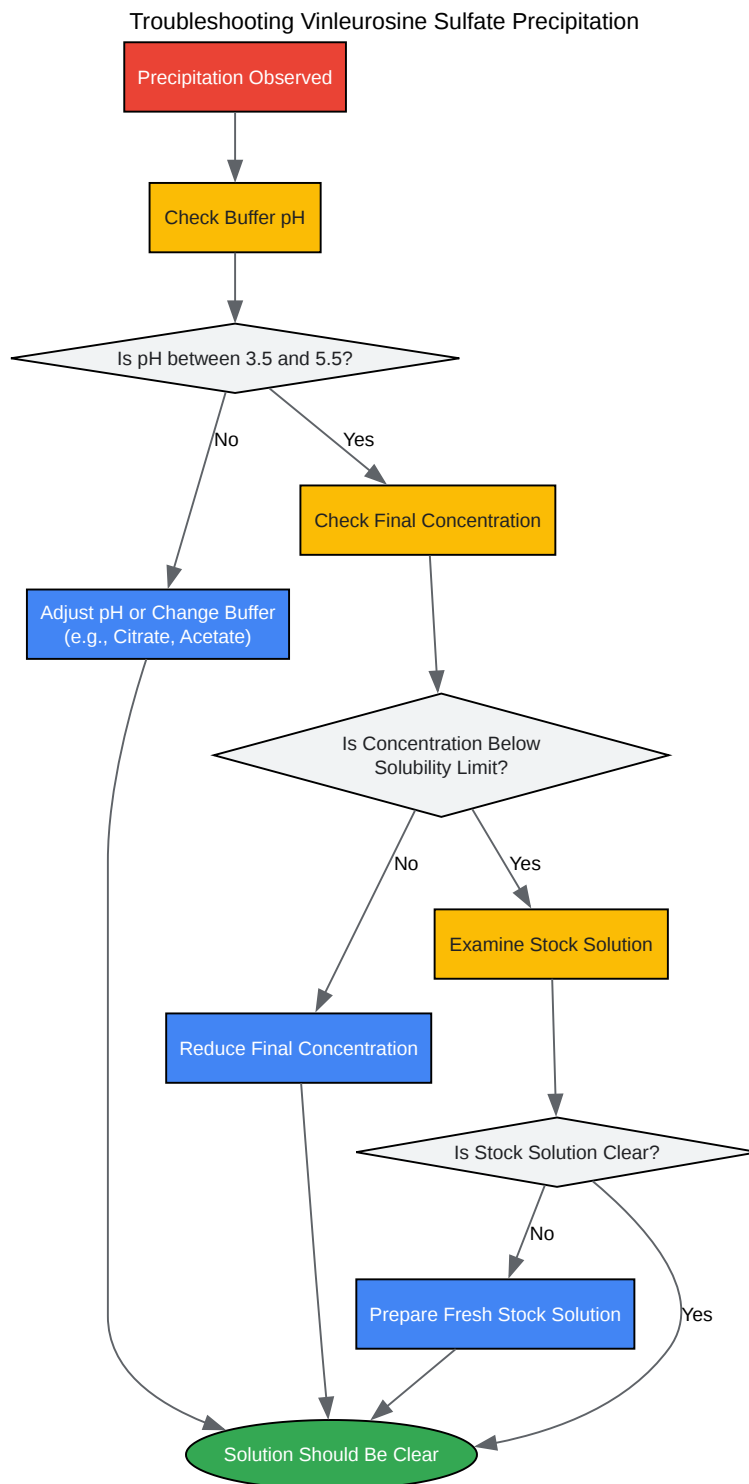 Troubleshooting Vinleurosine Sulfate Precipitation
Precipitation Observed
Check Buffer pH
Is pH between 3.5 and 5.5?
No
Yes
Check Final Concentration
Adjust pH or Change Buffer
(e.g., Citrate, Acetate)
Is Concentration Below
Solubility Limit?
No
Yes
Examine Stock Solution
Reduce Final Concentration
Is Stock Solution Clear?
No
Prepare Fresh Stock Solution
Yes
Solution Should Be Clear